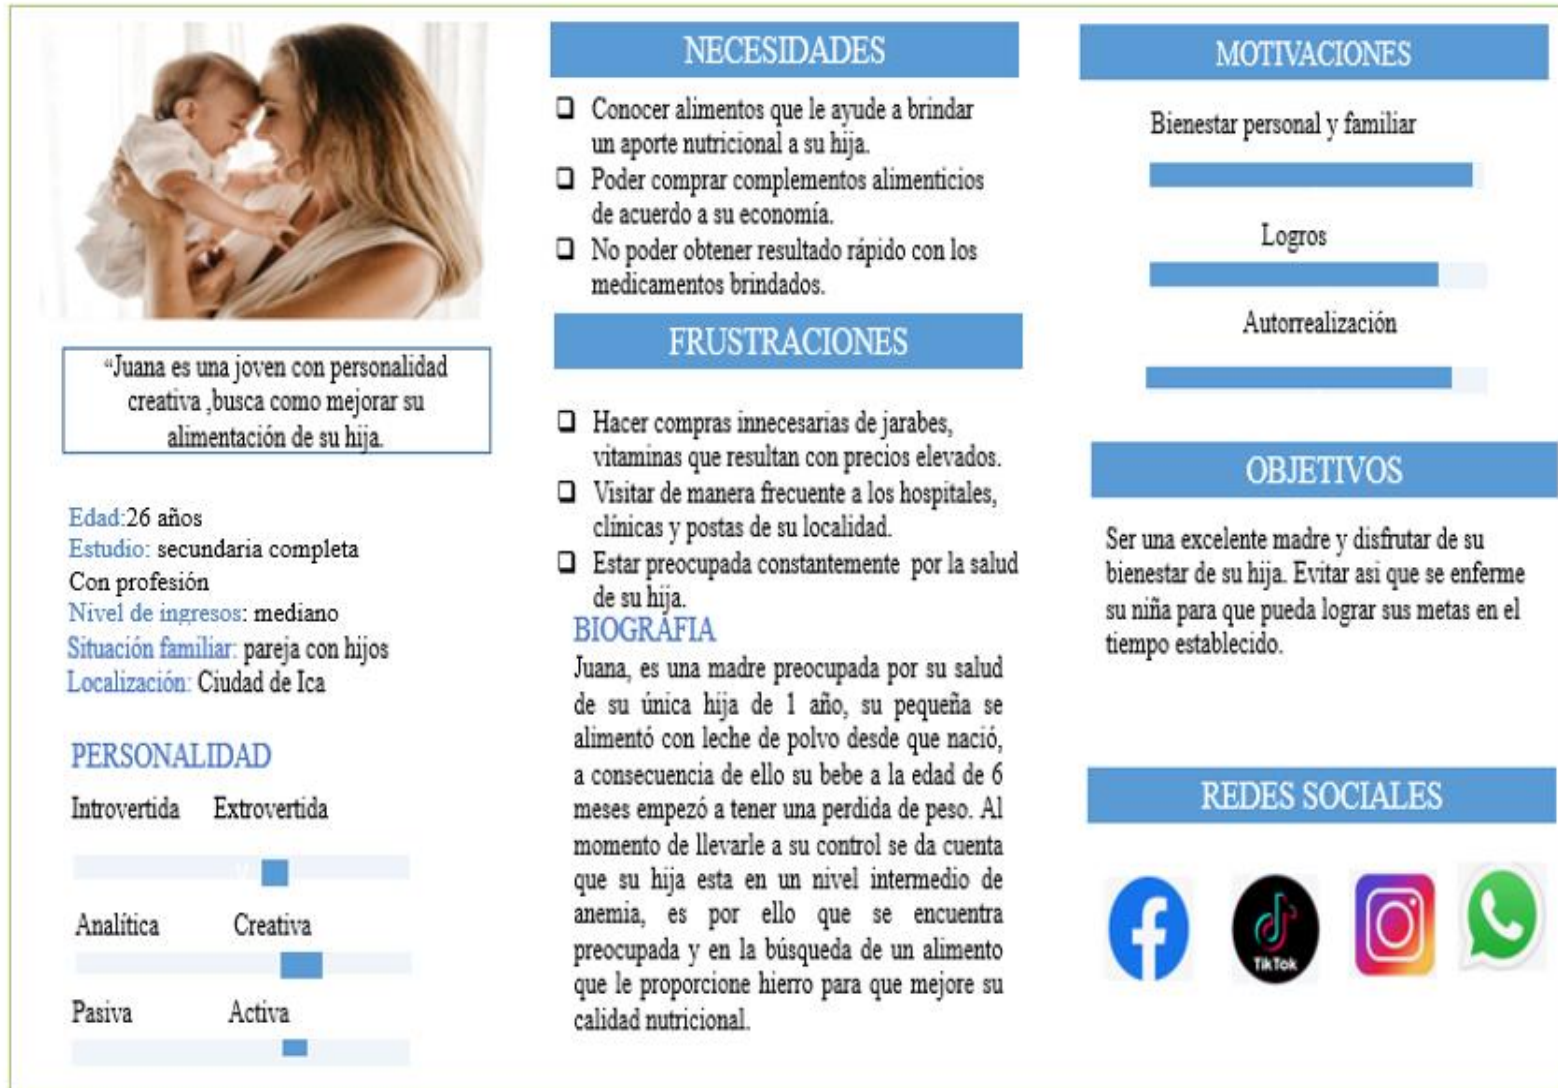 “Juana es una joven con personalidad
creativa ,busca como mejorar su
alimentación de su hija.
Edad:26 años
Estudio: secundaria completa
Con profesión
Nivel de ingresos: mediano
Situación familiar: pareja con hijos
Localización: Ciudad de Ica
PERSONALIDAD
Introvertida Extrovertida
Analítica Creativa
Pasiva Activa
NECESIDADES
❑ Conocer alimentos que le ayude a brindar
un aporte nutricional a su hija.
❑ Poder comprar complementos alimenticios
de acuerdo a su economía.
❑ No poder obtener resultado rápido con los
medicamentos brindados.
FRUSTRACIONES
❑ Hacer compras innecesarias de jarabes,
vitaminas que resultan con precios elevados.
❑ Visitar de manera frecuente a los hospitales,
clínicas y postas de su localidad.
❑ Estar preocupada constantemente por la salud
de su hija.
BIOGRAFIA
Juana, es una madre preocupada por su salud
de su única hija de 1 año, su pequeña se
alimentó con leche de polvo desde que nació,
a consecuencia de ello su bebe a la edad de 6
meses empezó a tener una perdida de peso. Al
momento de llevarle a su control se da cuenta
que su hija esta en un nivel intermedio de
anemia, es por ello que se encuentra
preocupada y en la búsqueda de un alimento
que le proporcione hierro para que mejore su
calidad nutricional.
MOTIVACIONES
Bienestar personal y familiar
Logros
Autorrealización
OBJETIVOS
Ser una excelente madre y disfrutar de su
bienestar de su hija. Evitar asi que se enferme
su niña para que pueda lograr sus metas en el
tiempo establecido.
REDES SOCIALES
TikTok